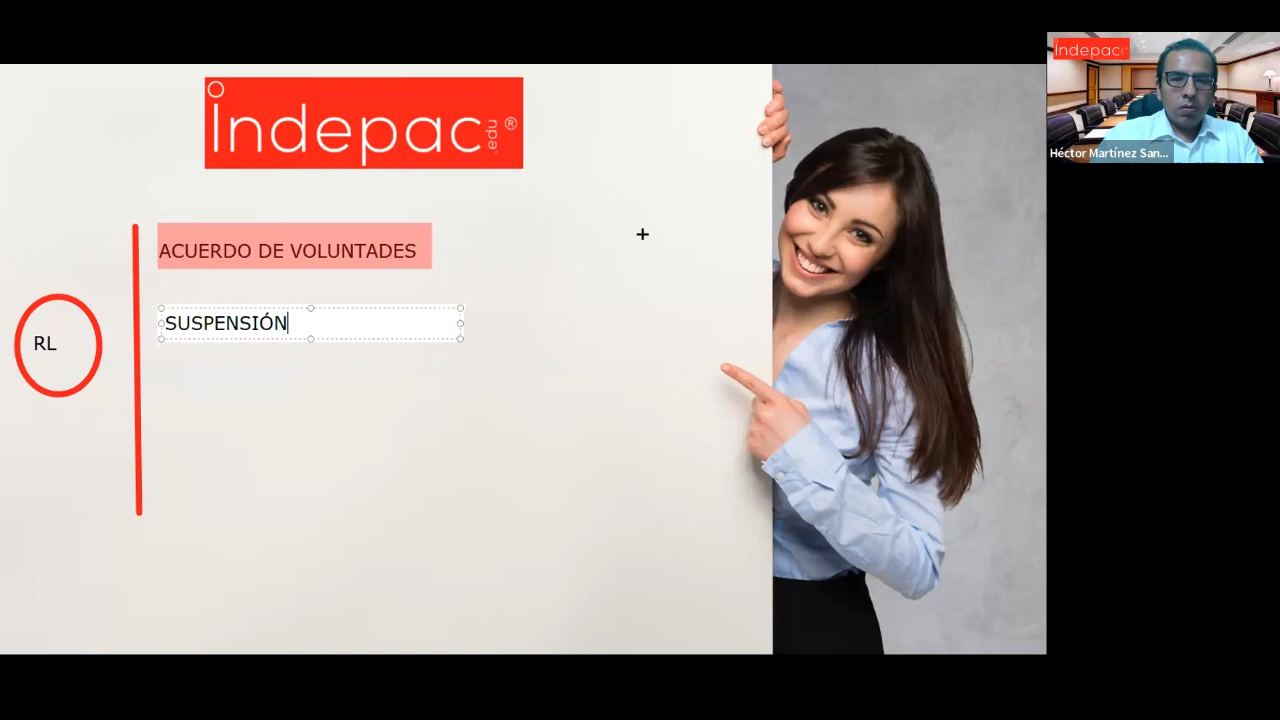 indepac.edu®
ACUERDO DE VOLUNTADES
SUSPENSIÓN
RL
indepac
Héctor Martínez San...